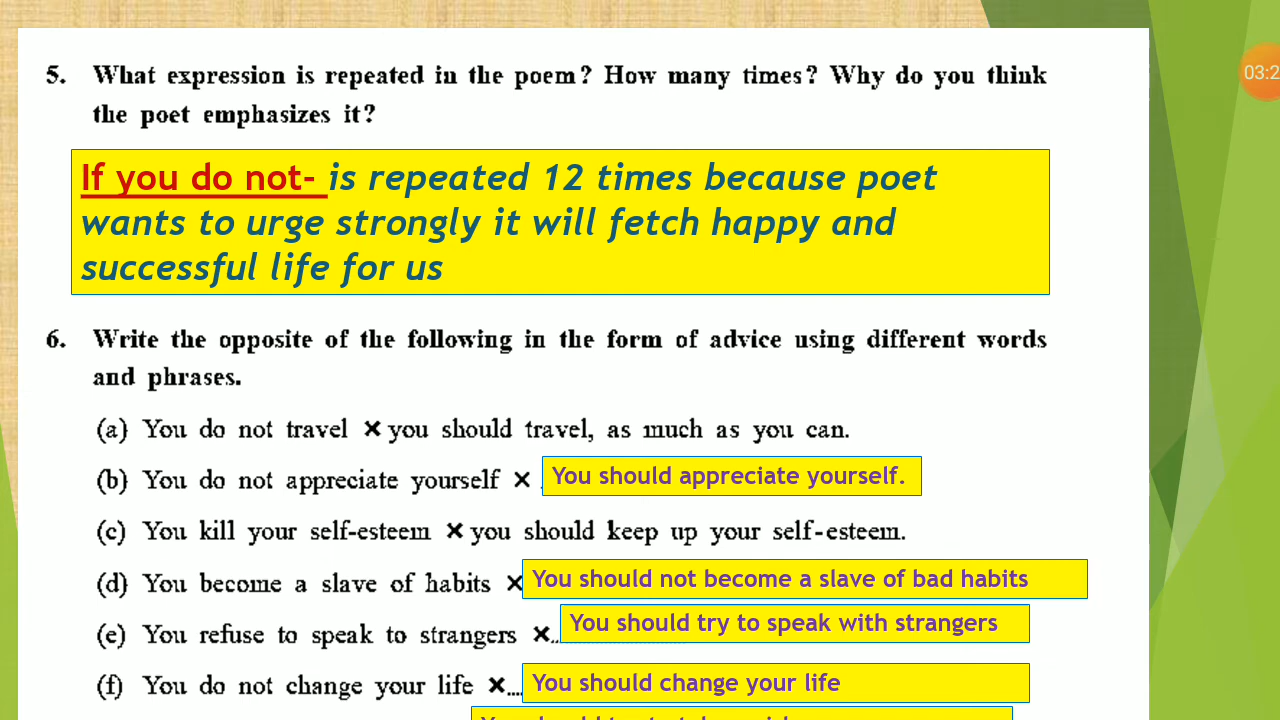 5. What expression is repeated in the poem? How many times? Why do you think
the poet emphasizes it?
If you do not- is repeated 12 times because poet
wants to urge strongly it will fetch happy and
successful life for us
6. Write the opposite of the following in the form of advice using different words
and phrases.
(a) You do not travel × you should travel, as much as you can.
(b) You do not appreciate yourself × You should appreciate yourself.
(c) You kill your self-esteem × you should keep up your self-esteem.
(d) You become a slave of habits × You should not become a slave of bad habits
(e) You refuse to speak to strangers ×.. You should try to speak with strangers
(f) You do not change your life ×.... You should change your life
03:2